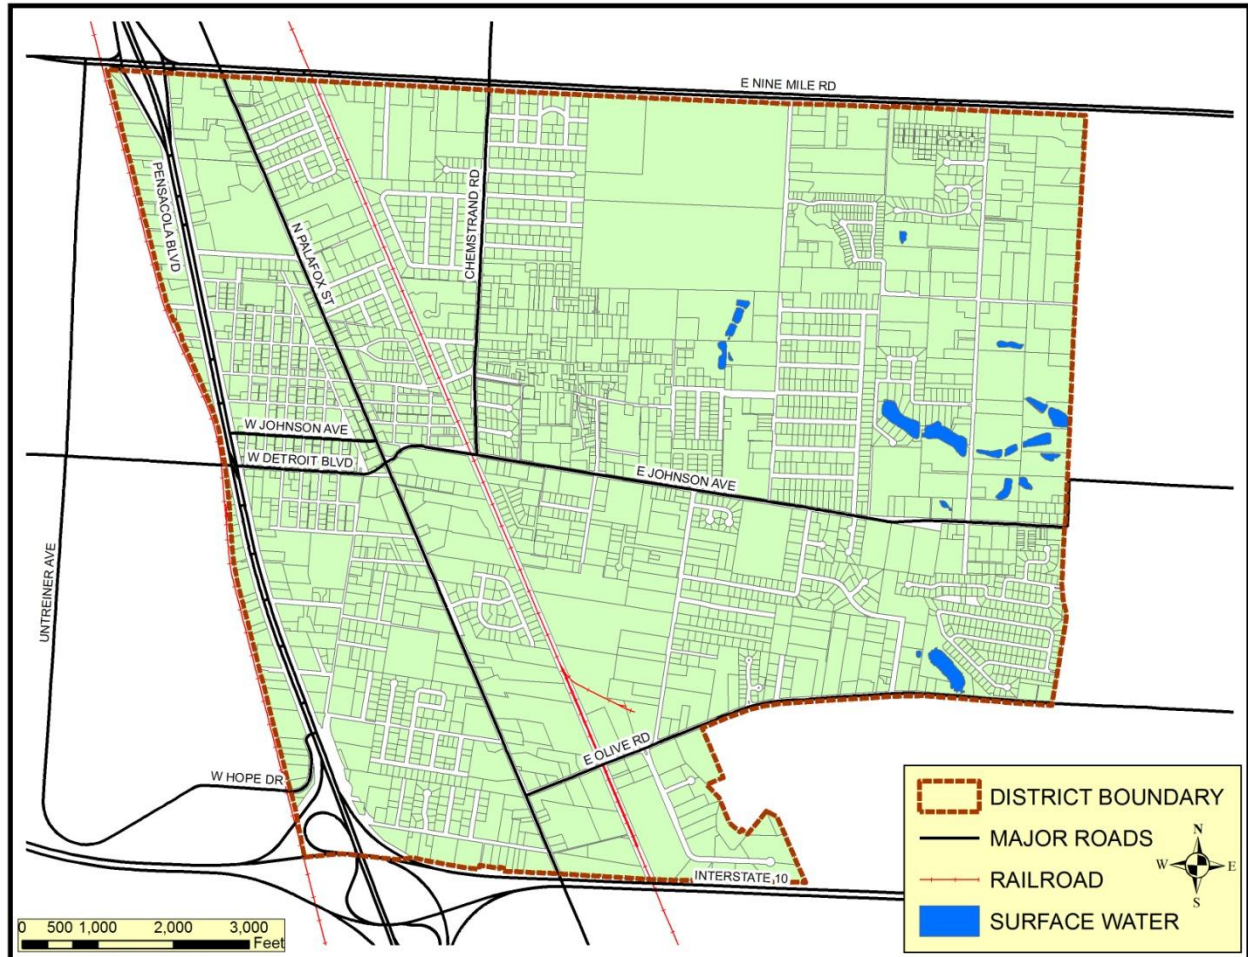 E NINE MILE RD
PENSACOLA BLVD
N PALAFOX ST
CHEMSTRAND RD
W JOHNSON AVE
W DETROIT BLVD
E JOHNSON AVE
UNTREINER AVE
E OLIVE RD
W HOPE DR
INTERSTATE 10
DISTRICT BOUNDARY
MAJOR ROADS
RAILROAD
SURFACE WATER
N
W E
S
0 500 1,000 2,000 3,000
Feet